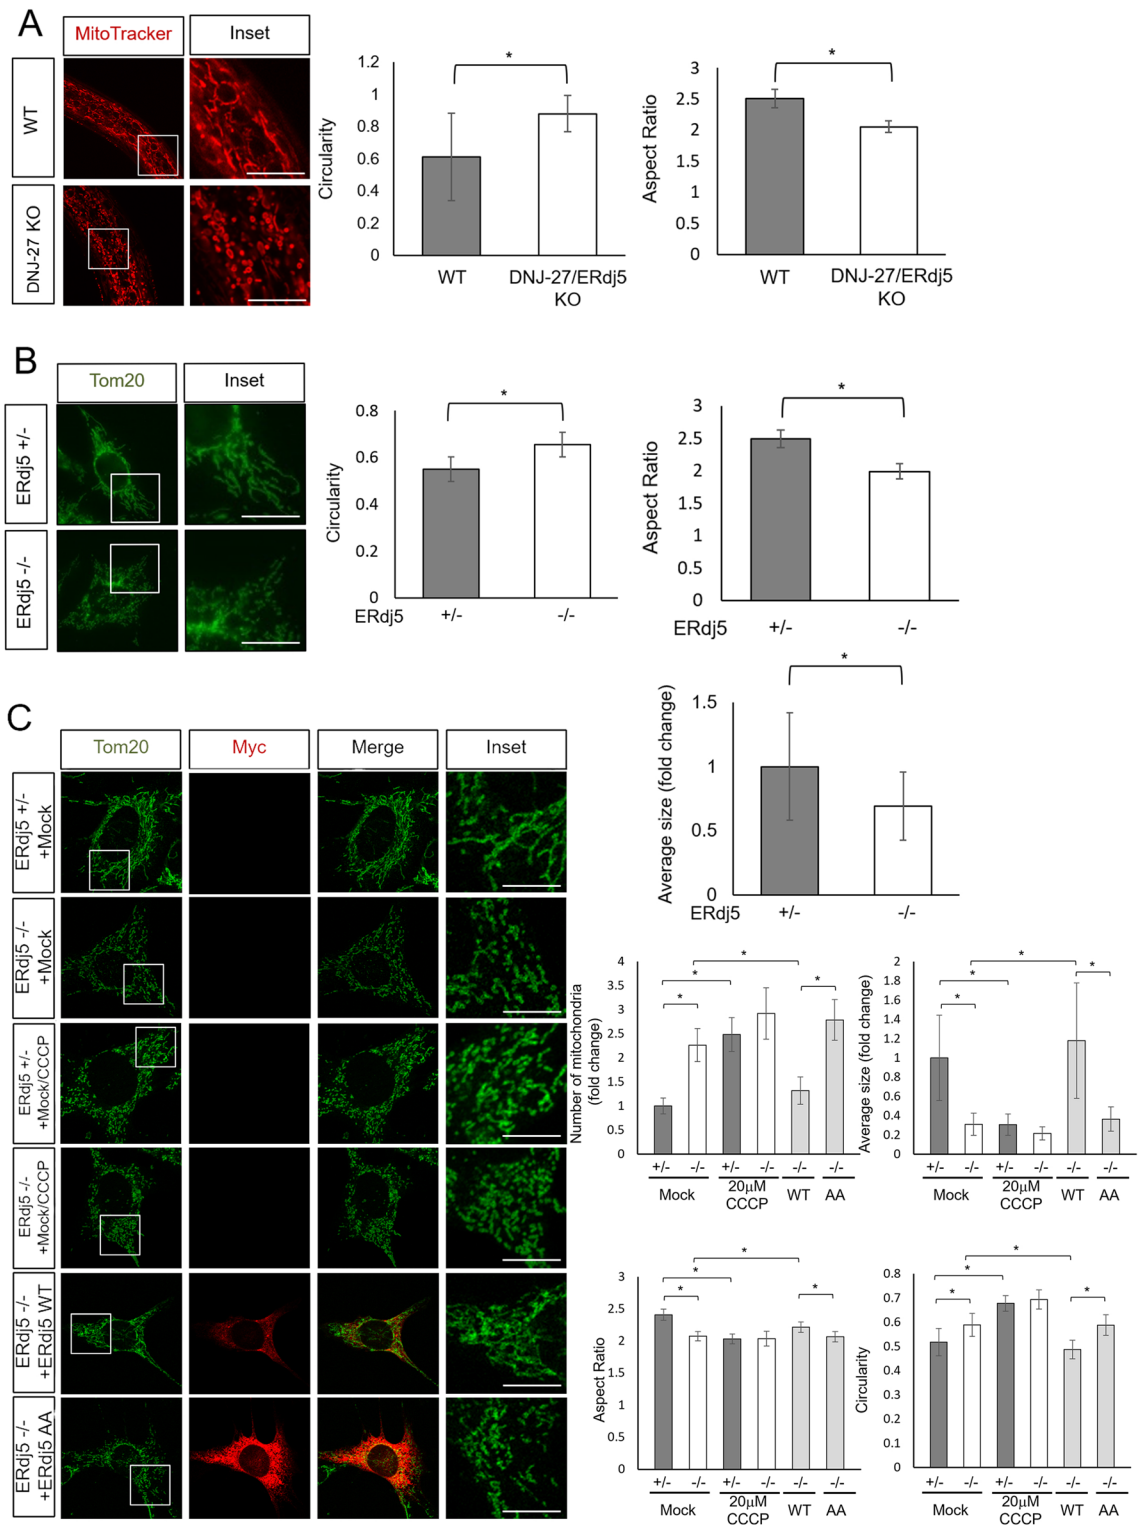 A
MitoTracker
Inset
WT
DNJ-27 KO
Circularity
1.2
1
0.8
0.6
0.4
0.2
0
*
WT
DNJ-27/ERdj5
KO
Aspect Ratio
3
2.5
2
1.5
1
0.5
0
*
WT
DNJ-27/ERdj5
KO
B
Tom20
Inset
ERdj5 +/-
ERdj5 -/-
Circularity
0.8
0.6
0.4
0.2
0
*
ERdj5 +/- -/-
Aspect Ratio
3
2.5
2
1.5
1
0.5
0
*
ERdj5 +/- -/-
Average size (fold change)
1.5
1
0.5
0
*
ERdj5 +/- -/-
C
Tom20
Myc
Merge
Inset
ERdj5 +/-
+Mock
ERdj5 -/-
+Mock
ERdj5 +/-
+Mock/CCCP
ERdj5 -/-
+Mock/CCCP
ERdj5 -/-
+ERdj5 WT
ERdj5 -/-
+ERdj5 AA
Number of mitochondria
(fold change)
4
3.5
3
2.5
2
1.5
1
0.5
0
* * * *
+/- -/- +/- -/- -/- -/-
Mock 20μM WT AA
CCCP
Average size (fold change)
2
1.8
1.6
1.4
1.2
1
0.8
0.6
0.4
0.2
0
* * * *
+/- -/- +/- -/- -/- -/-
Mock 20μM WT AA
CCCP
Aspect Ratio
3
2.5
2
1.5
1
0.5
0
* * * *
+/- -/- +/- -/- -/- -/-
Mock 20μM WT AA
CCCP
Circularity
0.8
0.7
0.6
0.5
0.4
0.3
0.2
0.1
0
* * * *
+/- -/- +/- -/- -/- -/-
Mock 20μM WT AA
CCCP